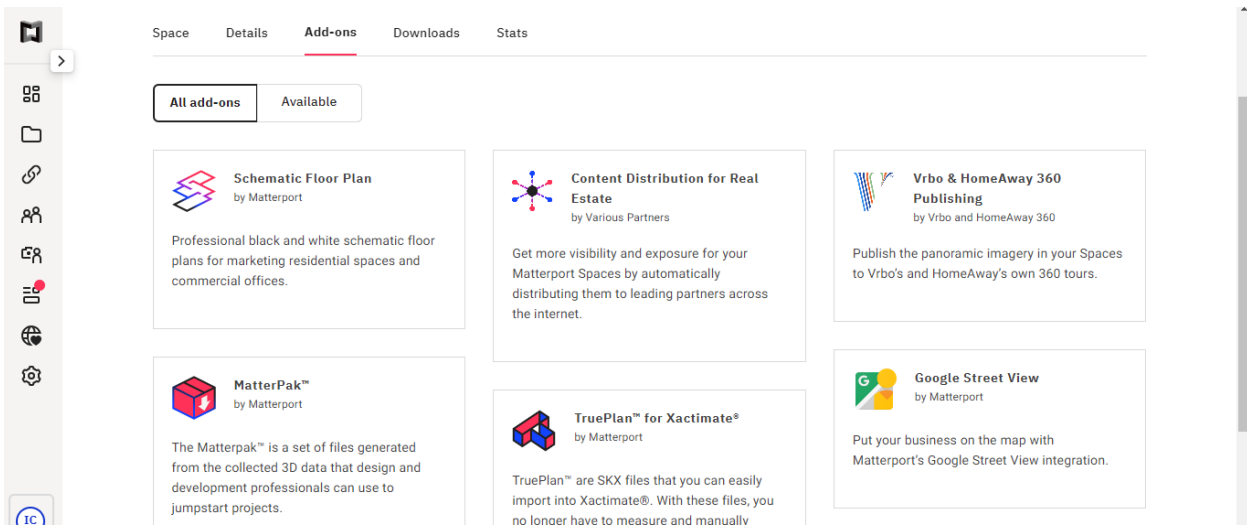 Space Details Add-ons Downloads Stats
All add-ons Available
Schematic Floor Plan
by Matterport
Professional black and white schematic floor
plans for marketing residential spaces and
commercial offices.
Content Distribution for Real
Estate
by Various Partners
Get more visibility and exposure for your
Matterport Spaces by automatically
distributing them to leading partners across
the internet.
Vrbo & HomeAway 360
Publishing
by Vrbo and HomeAway 360
Publish the panoramic imagery in your Spaces
to Vrbo's and HomeAway's own 360 tours.
MatterPak™
by Matterport
The Matterpak™ is a set of files generated
from the collected 3D data that design and
development professionals can use to
jumpstart projects.
TruePlan™ for Xactimate®
by Matterport
TruePlan™ are SKX files that you can easily
import into Xactimate®. With these files, you
no longer have to measure and manually
G
Google Street View
by Matterport
Put your business on the map with
Matterport's Google Street View integration.
IC